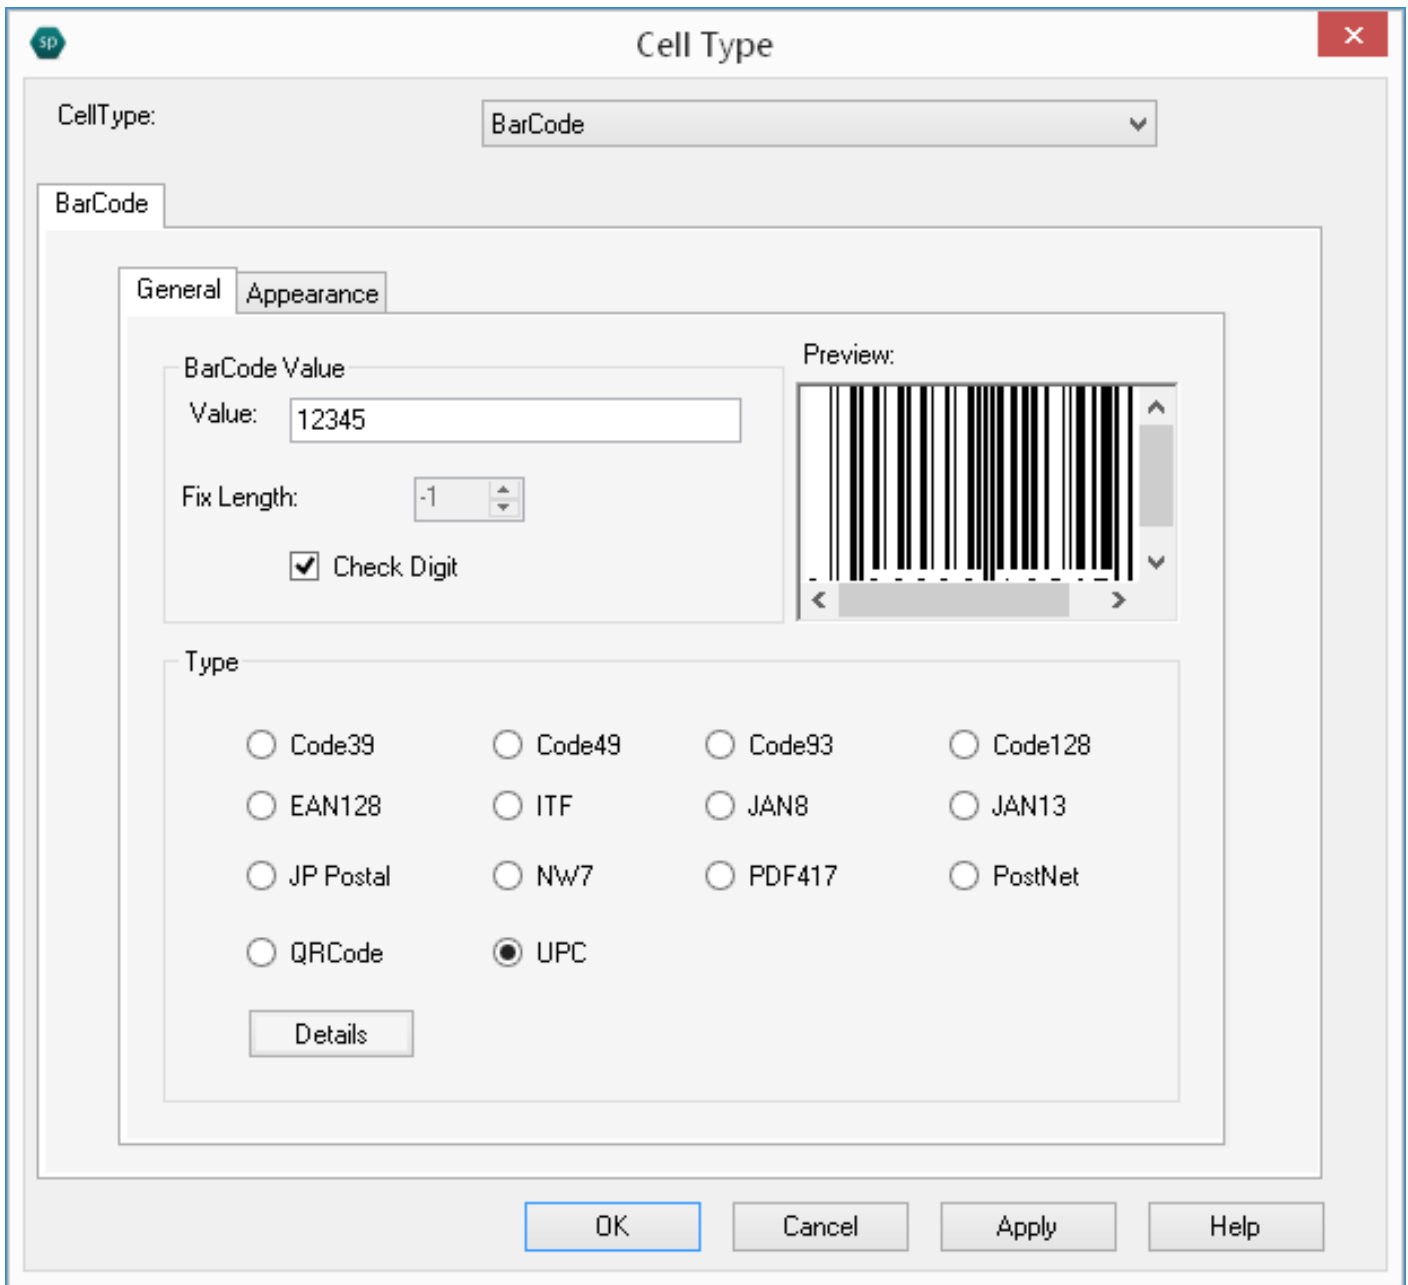 sp
Cell Type
CellType:
BarCode
BarCode
General
Appearance
BarCode Value
Value:
12345
Fix Length:
-1
Check Digit
Preview:
Type
Code39
Code49
Code93
Code128
EAN128
ITF
JAN8
JAN13
JP Postal
NW7
PDF417
PostNet
QRCode
UPC
Details
OK
Cancel
Apply
Help